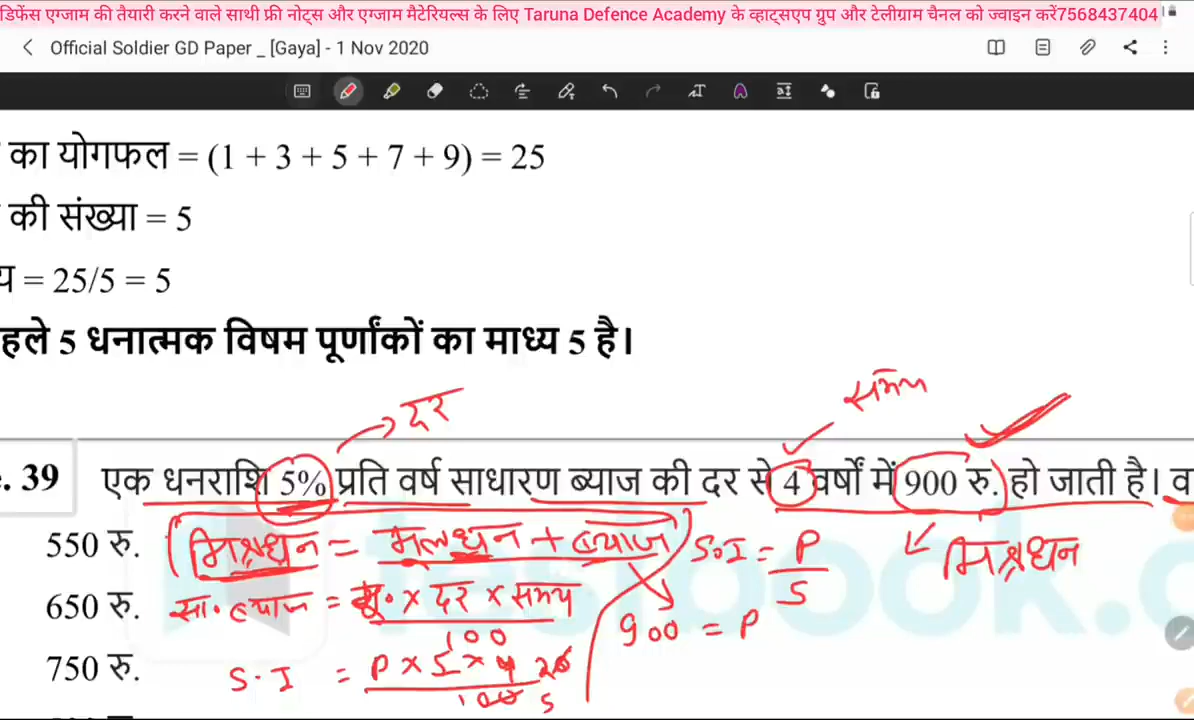 डिफेंस एग्जाम की तैयारी करने वाले साथी फ्री नोट्स और एग्जाम मैटेरियल्स के लिए Taruna Defence Academy के व्हाट्सएप ग्रुप और टेलीग्राम चैनल को ज्वाइन करें7568437404
Official Soldier GD Paper _ [Gaya] - 1 Nov 2020
का योगफल = (1 + 3 + 5 + 7 + 9) = 25
की संख्या = 5
= 25/5 = 5
हले 5 धनात्मक विषम पूर्णांकों का माध्य 5 है।
दर
समय
. 39 एक धनराशि 5% प्रति वर्ष साधारण ब्याज की दर से 4 वर्षों में 900 रु. हो जाती है। व
550 रु. (मिश्रधन = मूलधन + ब्याज) S.I = P/5 मिश्रधन
650 रु. सा. ब्याज = मू. × दर × समय / 100
900 = P
750 रु. S.I = P × 5 × 4 20 / 100 5
testbook.c